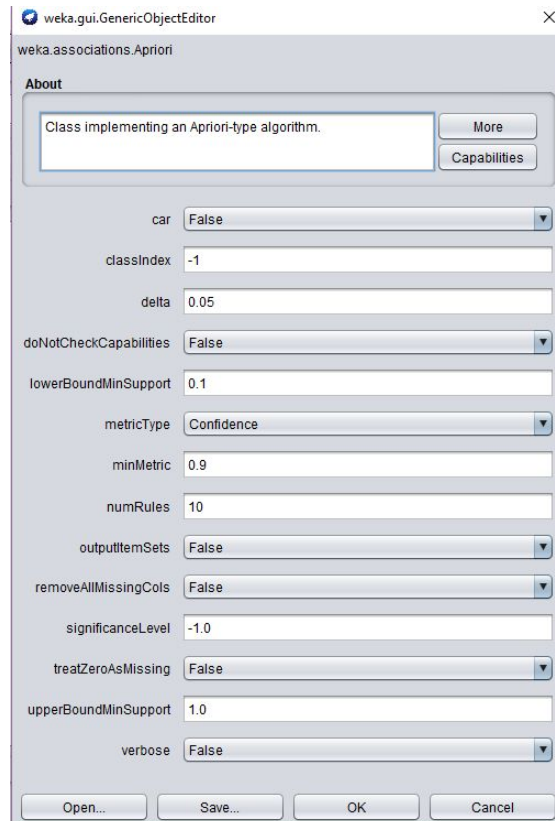 weka.gui.GenericObjectEditor
weka.associations.Apriori
About
Class implementing an Apriori-type algorithm.
More
Capabilities
car False
classIndex -1
delta 0.05
doNotCheckCapabilities False
lowerBoundMinSupport 0.1
metricType Confidence
minMetric 0.9
numRules 10
outputItemSets False
removeAllMissingCols False
significanceLevel -1.0
treatZeroAsMissing False
upperBoundMinSupport 1.0
verbose False
Open... Save... OK Cancel